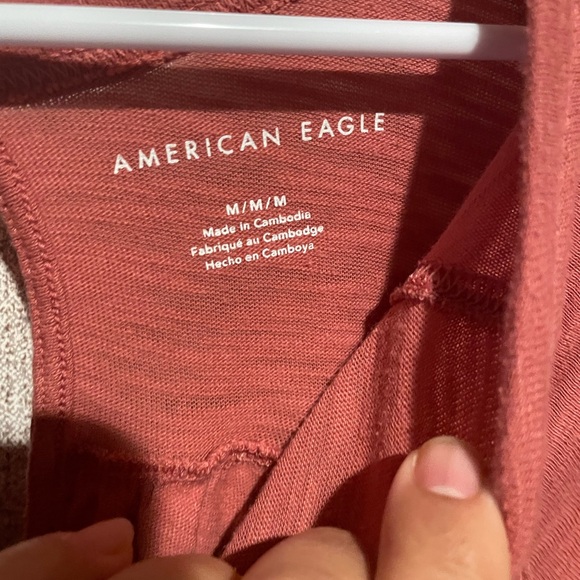 AMERICAN EAGLE
M/M/M
Made in Cambodia
Fabriqué au Cambodge
Hecho en Camboya